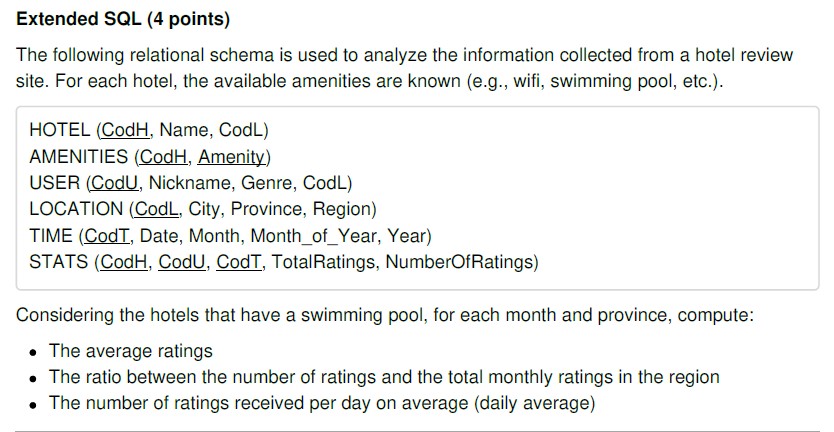 Extended SQL (4 points)
The following relational schema is used to analyze the information collected from a hotel review
site. For each hotel, the available amenities are known (e.g., wifi, swimming pool, etc.).
HOTEL (CodH, Name, CodL)
AMENITIES (CodH, Amenity)
USER (CodU, Nickname, Genre, CodL)
LOCATION (CodL, City, Province, Region)
TIME (CodT, Date, Month, Month_of_Year, Year)
STATS (CodH, CodU, CodT, TotalRatings, NumberOfRatings)
Considering the hotels that have a swimming pool, for each month and province, compute:
• The average ratings
• The ratio between the number of ratings and the total monthly ratings in the region
• The number of ratings received per day on average (daily average)